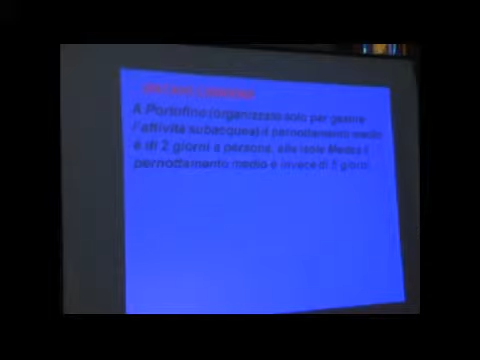 A Portofino (organizzato solo per gestire
l'attività subacquea) il pernottamento medio
è di 2 giorni a persona, alle isole Medes il
pernottamento medio è invece di 5 giorni.